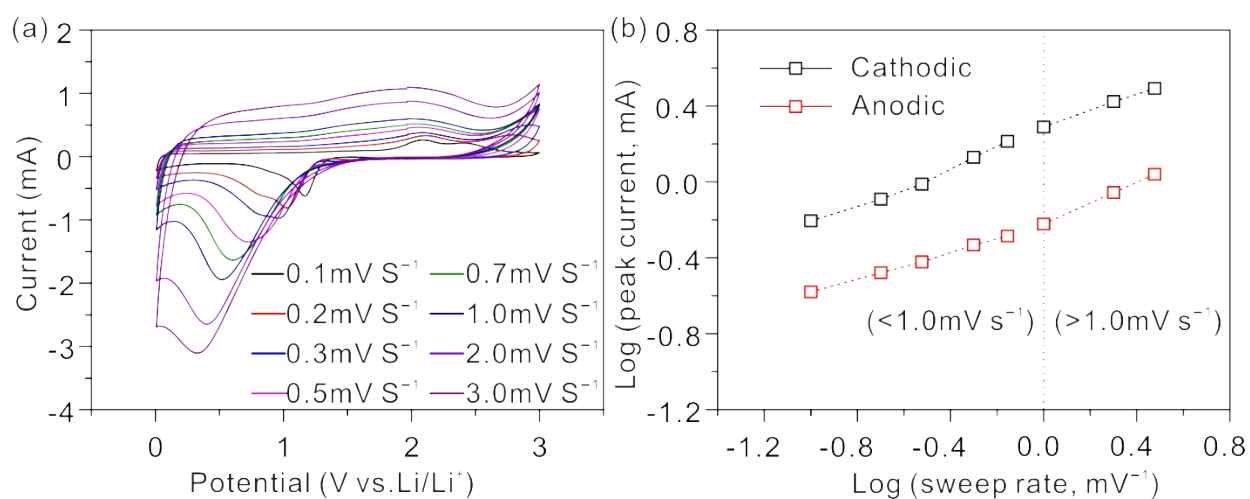 (a)
2
1
0
-1
-2
-3
-4
Current (mA)
0.1mV S⁻¹
0.2mV S⁻¹
0.3mV S⁻¹
0.5mV S⁻¹
0.7mV S⁻¹
1.0mV S⁻¹
2.0mV S⁻¹
3.0mV S⁻¹
0 1 2 3
Potential (V vs.Li/Li⁺)
(b)
0.8
0.4
0.0
-0.4
-0.8
-1.2
Log (peak current, mA)
Cathodic
Anodic
(<1.0mV s⁻¹) (>1.0mV s⁻¹)
-1.2 -0.8 -0.4 0.0 0.4 0.8
Log (sweep rate, mV⁻¹)